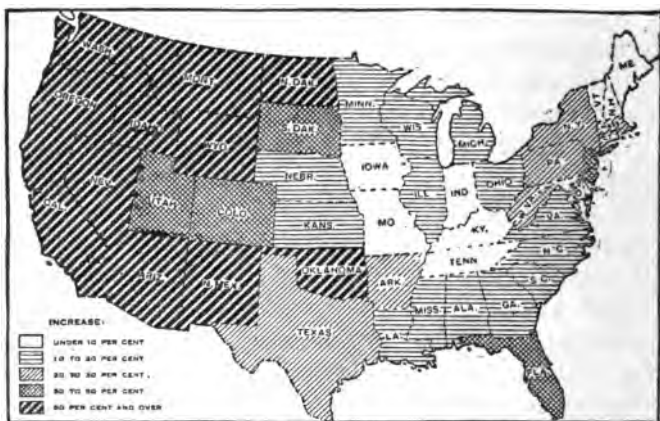 WASH.
MONT.
N. DAK.
MINN.
ME.
VT.
N.H.
OREGON
IDAHO
WYO.
S. DAK.
WIS.
MICH.
N.Y.
IOWA
NEBR.
PA.
NEV.
UTAH
COLO.
KANS.
MO.
ILL.
IND.
OHIO
W. VA.
VA.
KY.
CAL.
TENN.
N.C.
ARIZ.
N. MEX.
OKLAHOMA
ARK.
S.C.
MISS.
ALA.
GA.
TEXAS
LA.
FLA.
INCREASE:
UNDER 10 PER CENT
10 TO 20 PER CENT
20 TO 30 PER CENT
30 TO 50 PER CENT
50 PER CENT AND OVER